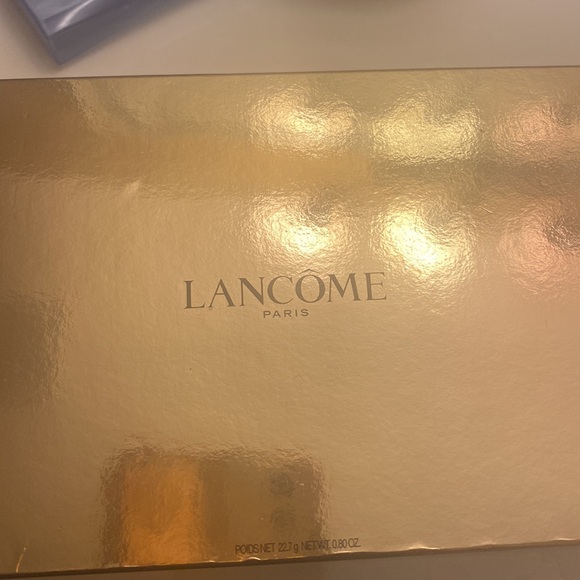 LANCÔME
PARIS
POIDS NET 22.7 g NET WT. 0.80 OZ.